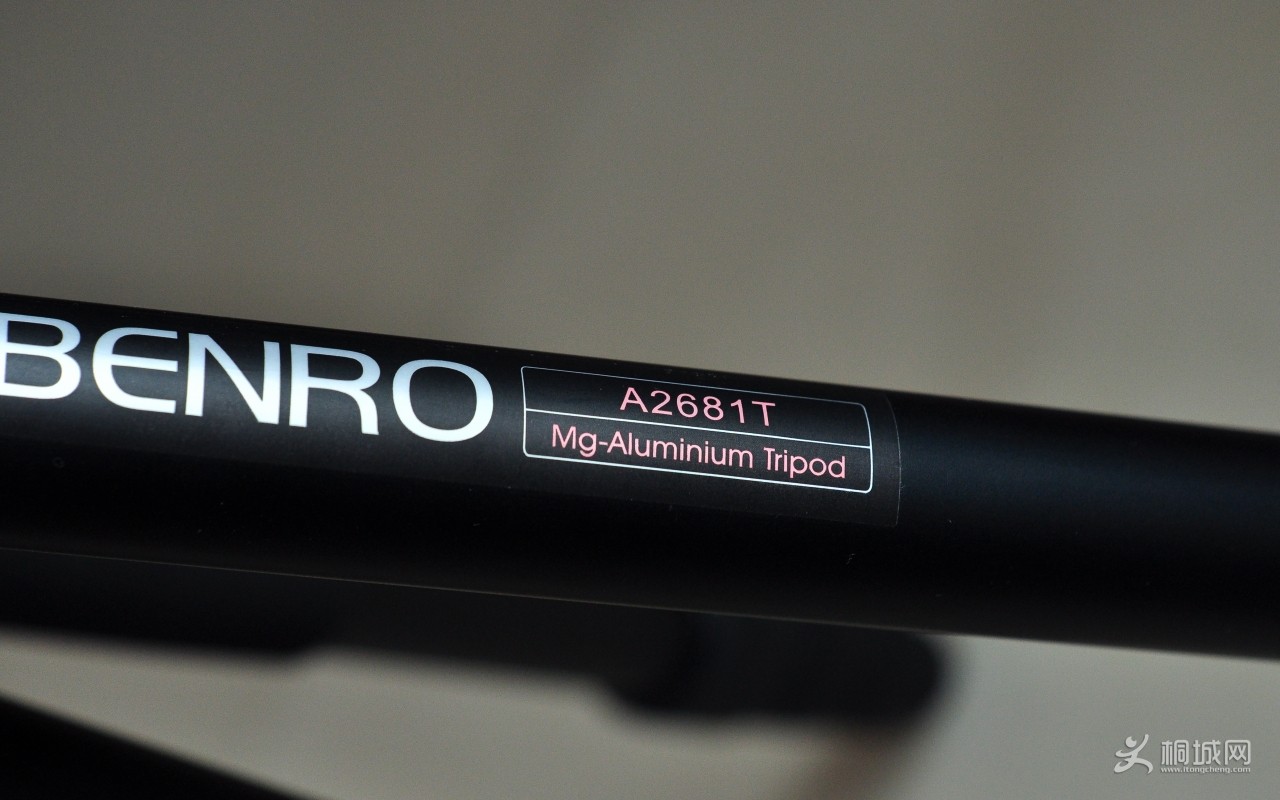 BENRO
A2681T
Mg-Aluminium Tripod
桐城网
www.itongcheng.com